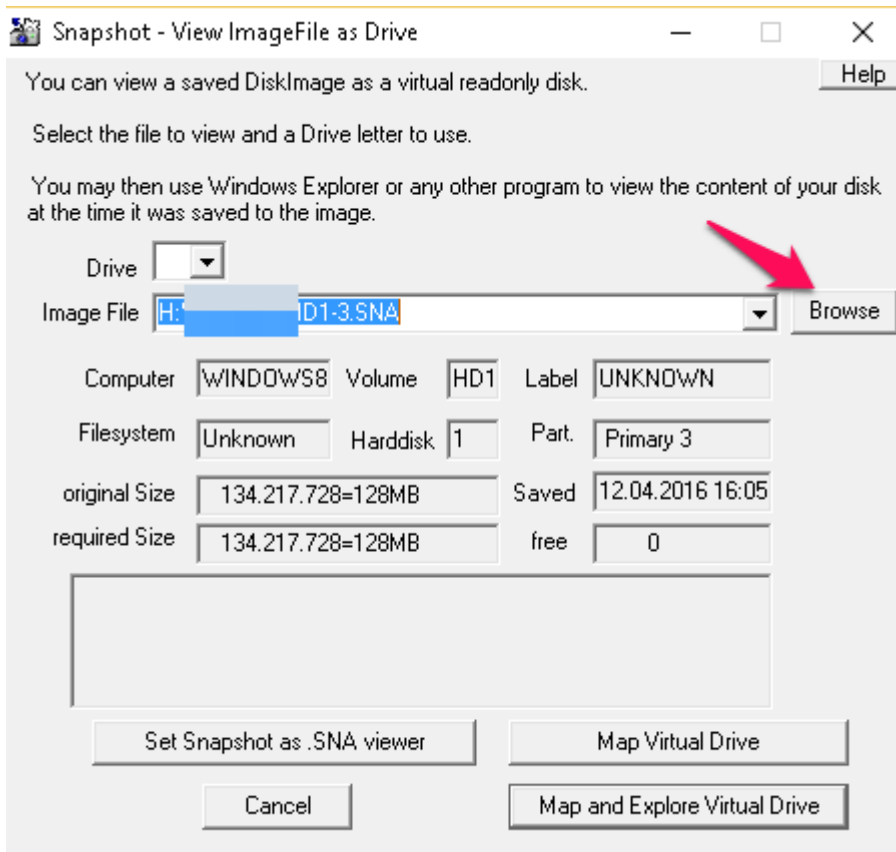 Snapshot - View ImageFile as Drive
Help
You can view a saved DiskImage as a virtual readonly disk.
Select the file to view and a Drive letter to use.
You may then use Windows Explorer or any other program to view the content of your disk
at the time it was saved to the image.
Drive
Image File H: D1-3.SNA Browse
Computer WINDOWS8 Volume HD1 Label UNKNOWN
Filesystem Unknown Harddisk 1 Part. Primary 3
original Size 134.217.728=128MB Saved 12.04.2016 16:05
required Size 134.217.728=128MB free 0
Set Snapshot as .SNA viewer Map Virtual Drive
Cancel Map and Explore Virtual Drive